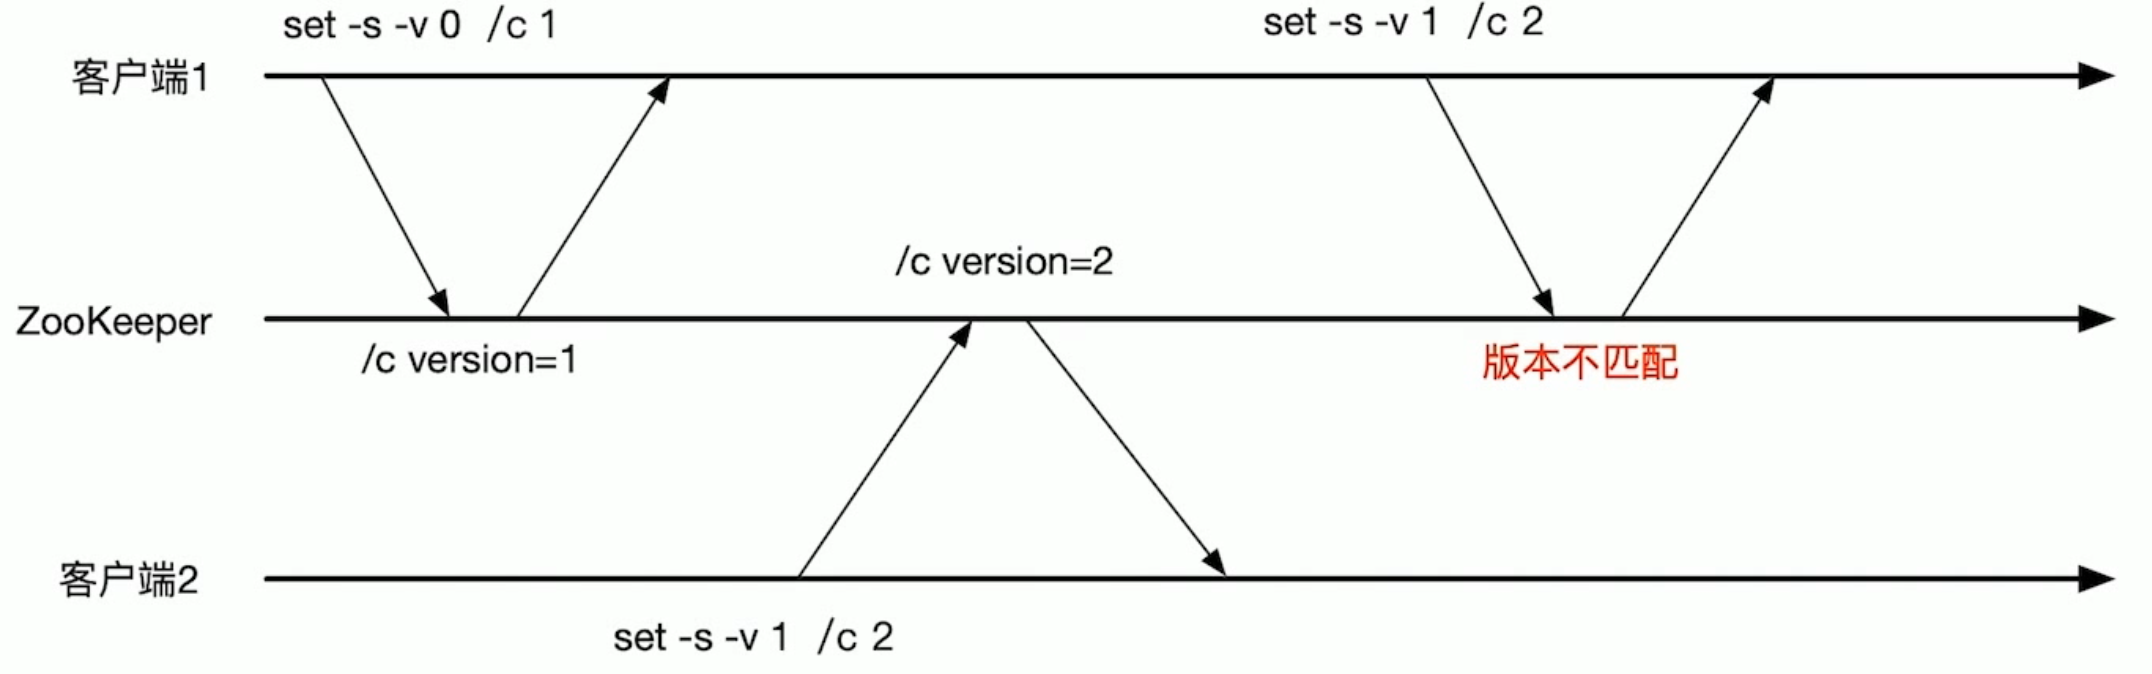 set -s -v 0 /c 1
set -s -v 1 /c 2
客户端1
/c version=2
ZooKeeper
/c version=1
版本不匹配
客户端2
set -s -v 1 /c 2